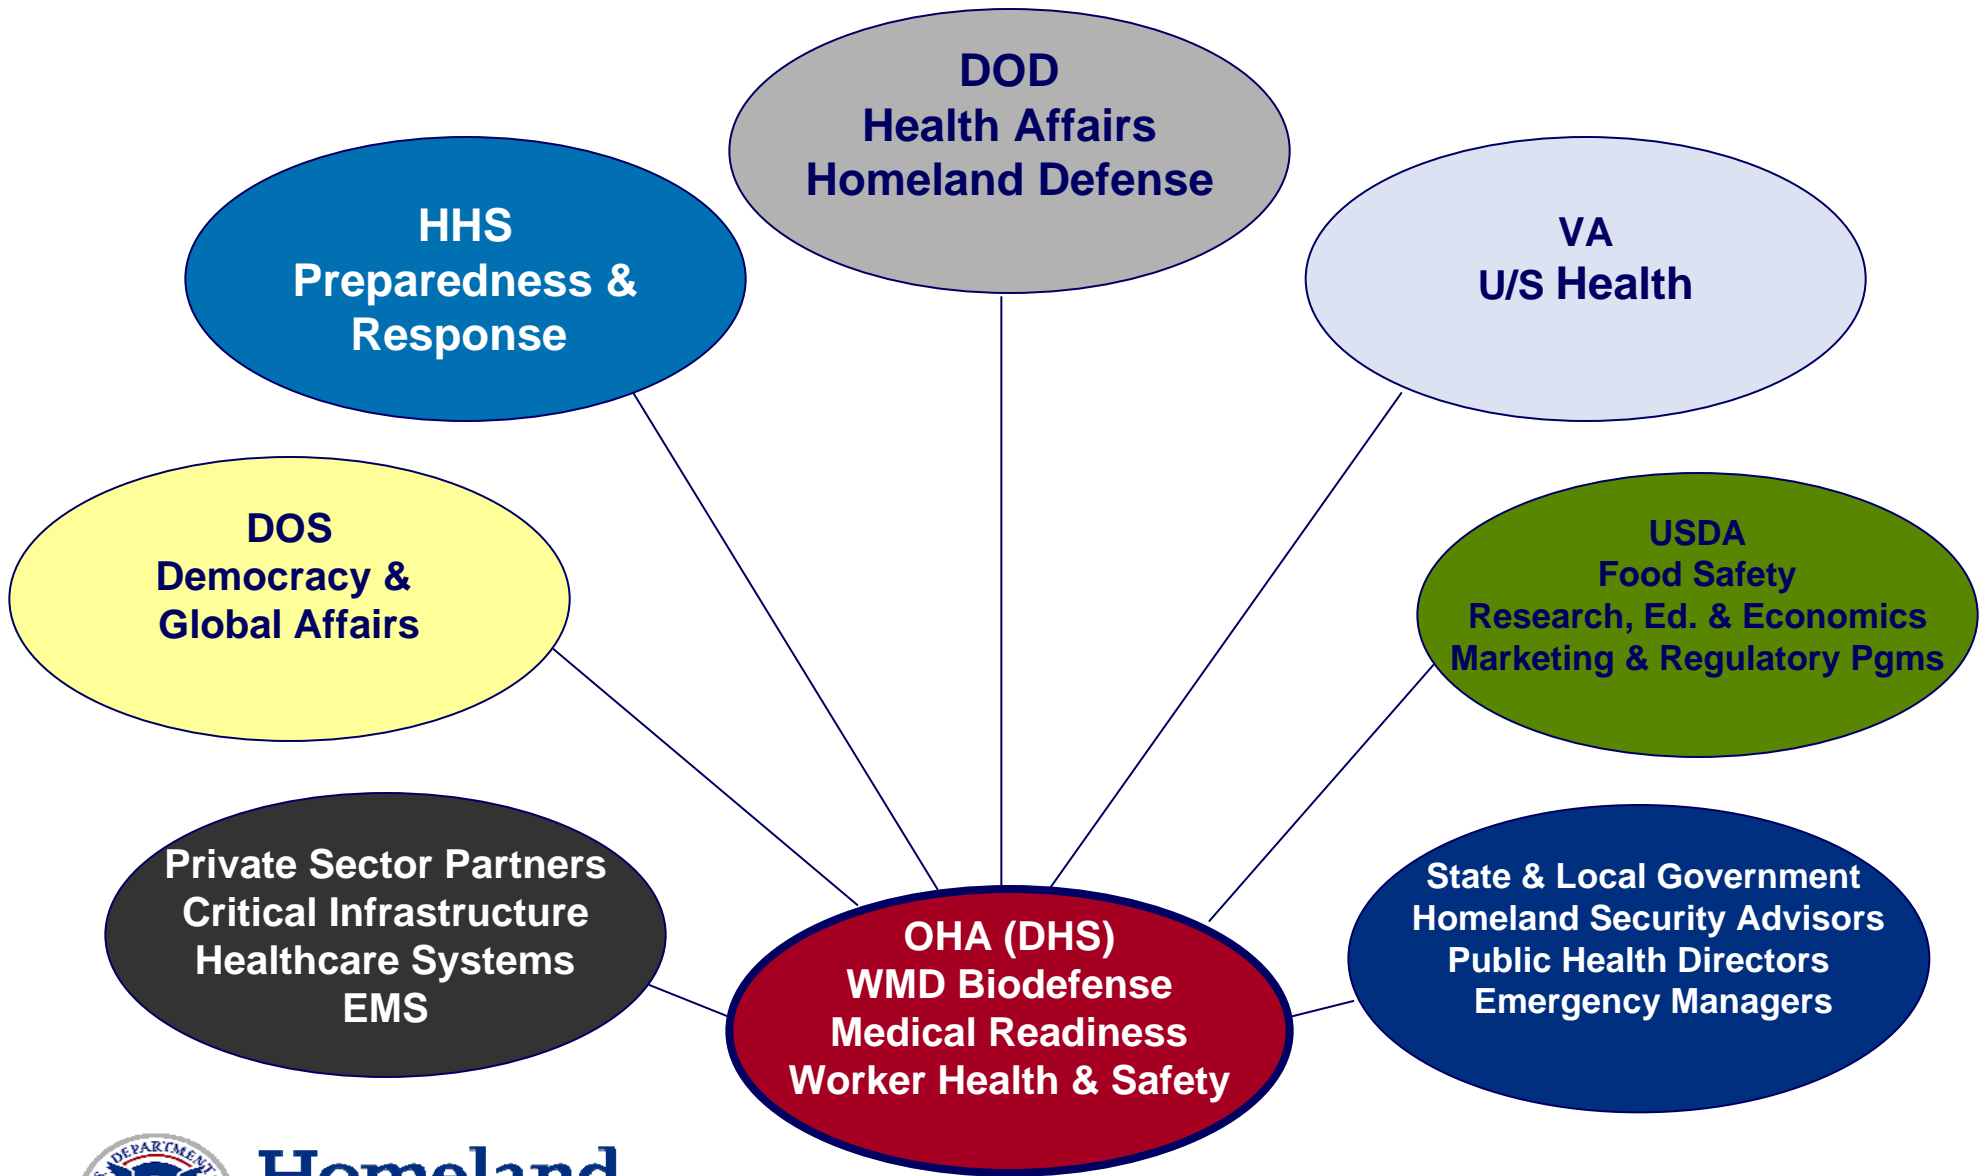 DOD
Health Affairs
Homeland Defense
HHS
Preparedness &
Response
VA
U/S Health
DOS
Democracy &
Global Affairs
USDA
Food Safety
Research, Ed. & Economics
Marketing & Regulatory Pgms
Private Sector Partners
Critical Infrastructure
Healthcare Systems
EMS
State & Local Government
Homeland Security Advisors
Public Health Directors
Emergency Managers
OHA (DHS)
WMD Biodefense
Medical Readiness
Worker Health & Safety
DEPARTMENT
Homeland